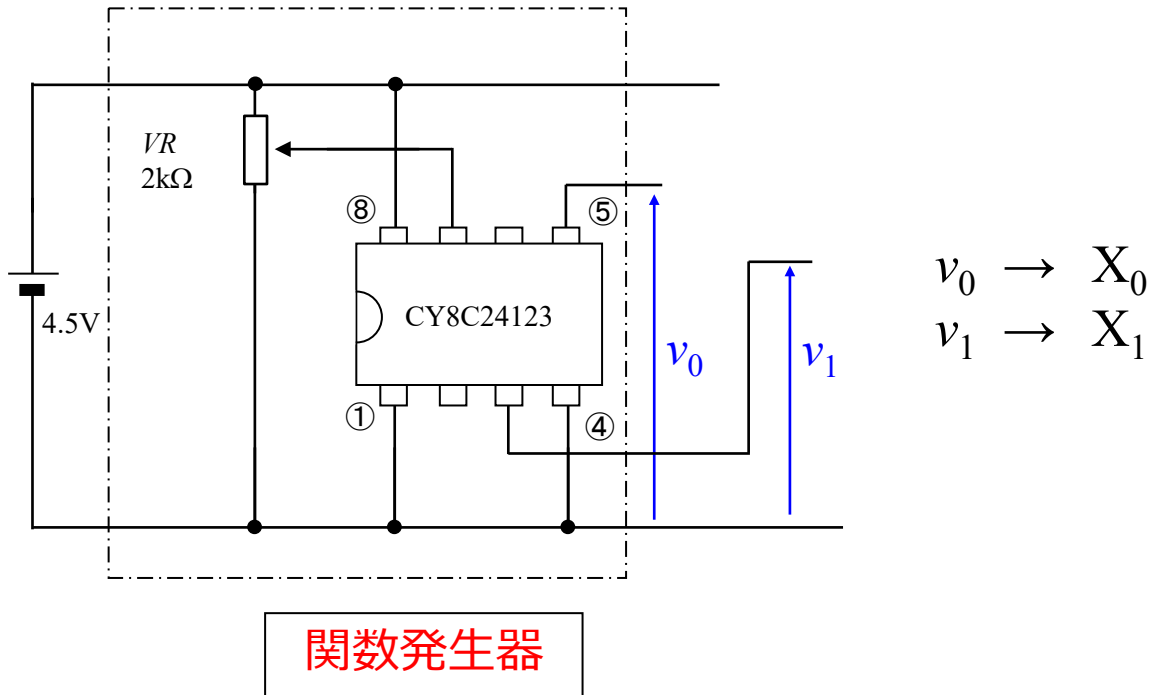 VR
2kΩ
⑧
⑤
4.5V
CY8C24123
v0
v1
①
④
v0 → X0
v1 → X1
関数発生器